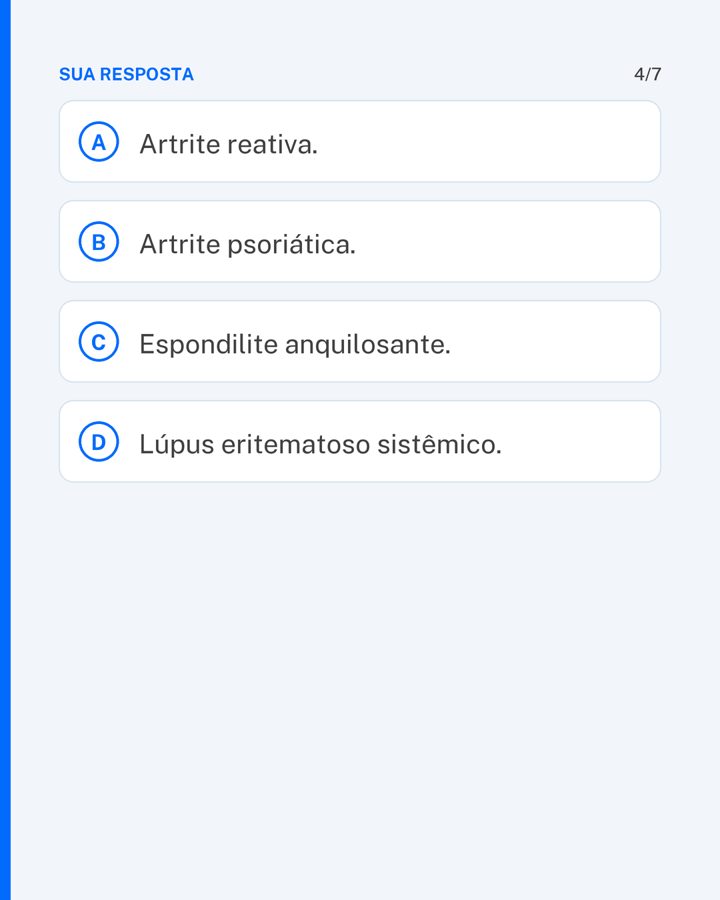 SUA RESPOSTA 4/7
A Artrite reativa.
B Artrite psoriática.
C Espondilite anquilosante.
D Lúpus eritematoso sistêmico.